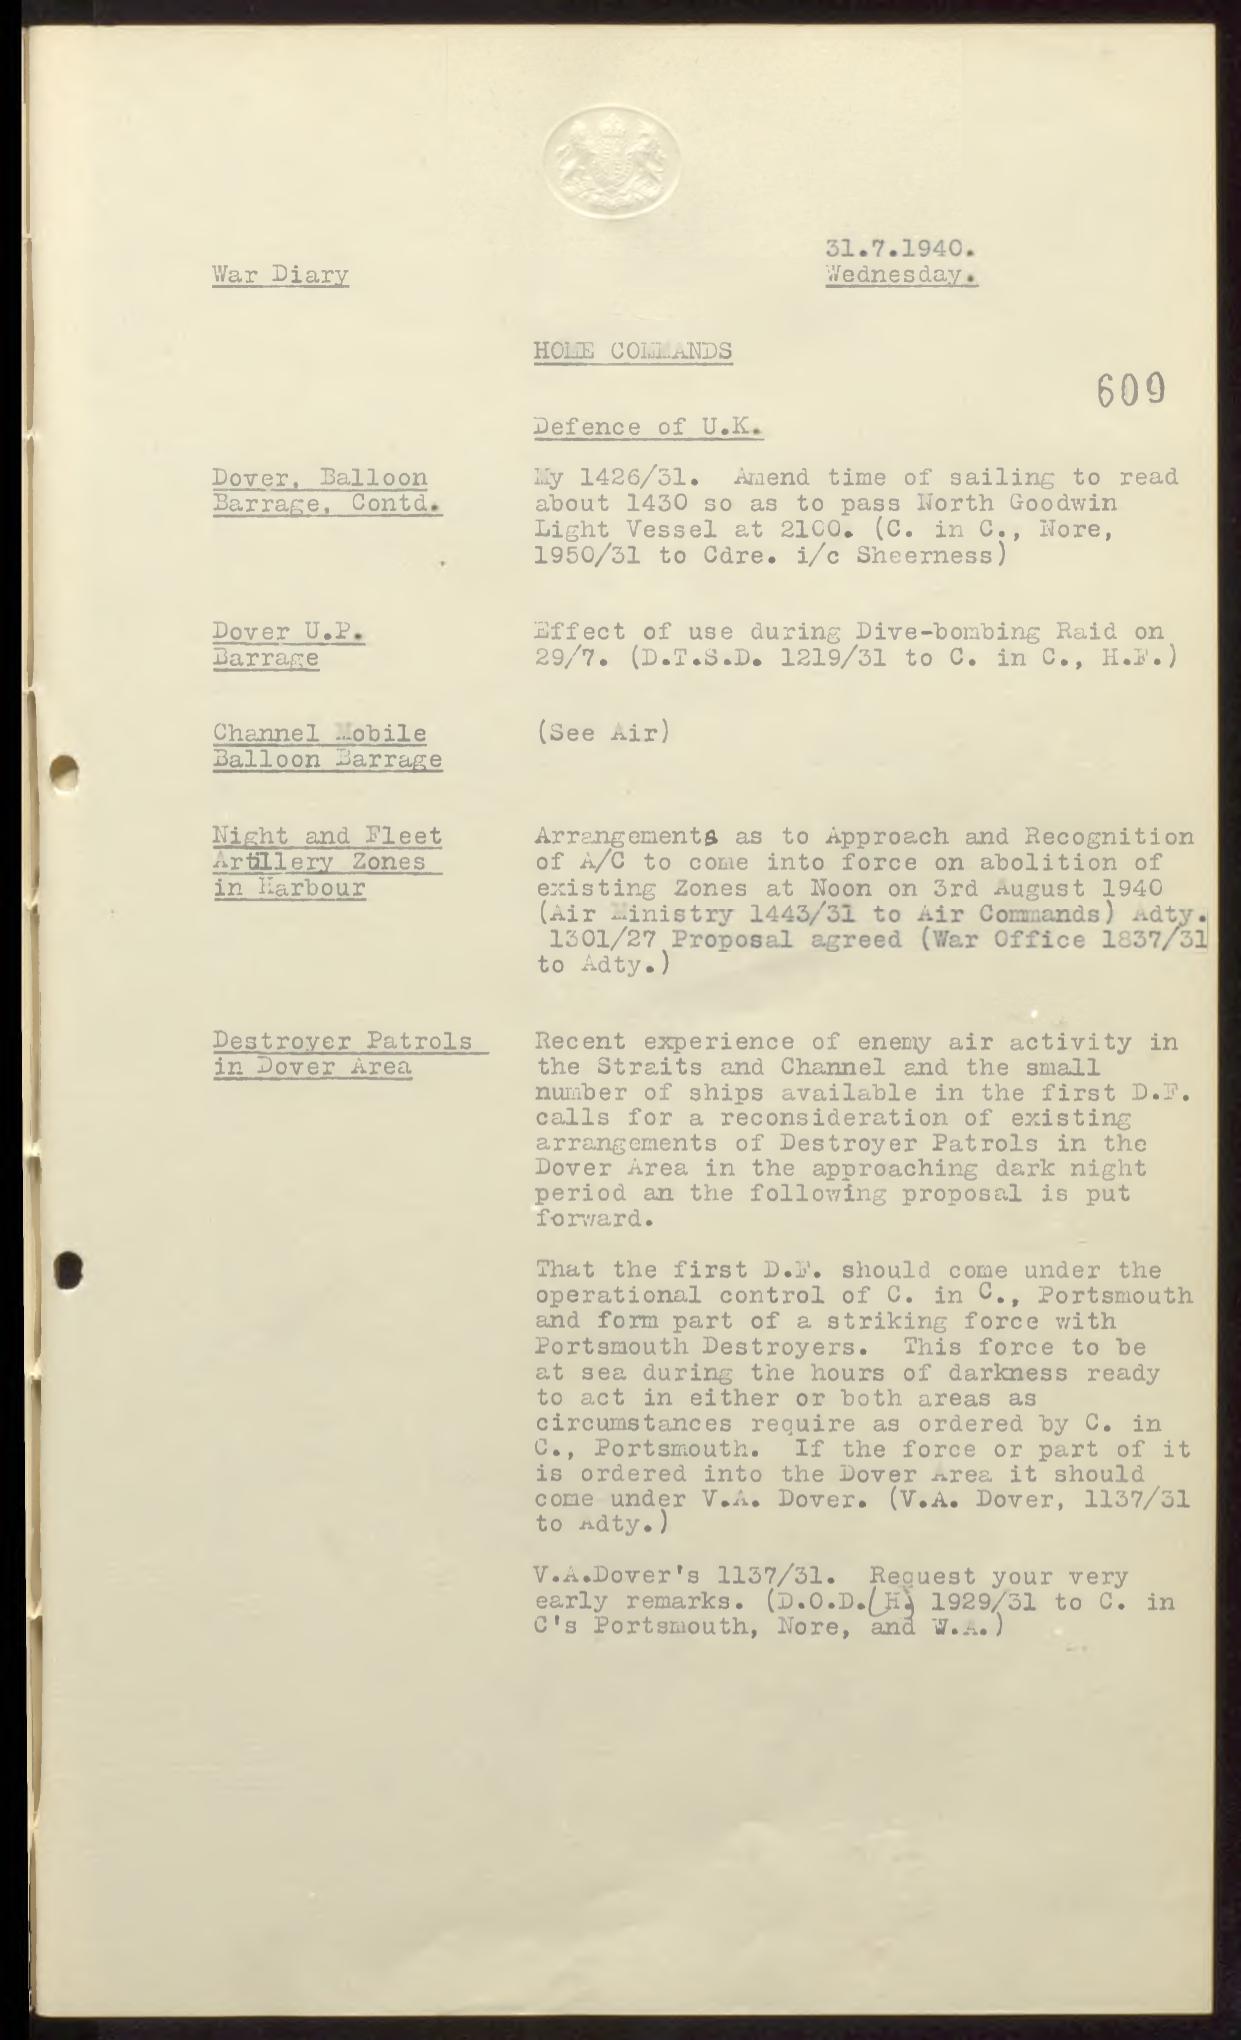 31.7.1940.
War Diary
Wednesday.
HOME COMMANDS
609
Defence of U.K.
Dover, Balloon
Barrage, Contd.
My 1426/31. Amend time of sailing to read
about 1430 so as to pass North Goodwin
Light Vessel at 2100. (C. in C., Nore,
1950/31 to Cdre. i/c Sheerness)
Dover U.P.
Barrage
Effect of use during Dive-bombing Raid on
29/7. (D.T.S.D. 1219/31 to C. in C., H.F.)
Channel Mobile
Balloon Barrage
(See Air)
Night and Fleet
Artillery Zones
in Harbour
Arrangements as to Approach and Recognition
of A/C to come into force on abolition of
existing Zones at Noon on 3rd August 1940
(Air Ministry 1443/31 to Air Commands) Adty.
1301/27 Proposal agreed (War Office 1837/31
to Adty.)
Destroyer Patrols
in Dover Area
Recent experience of enemy air activity in
the Straits and Channel and the small
number of ships available in the first D.F.
calls for a reconsideration of existing
arrangements of Destroyer Patrols in the
Dover Area in the approaching dark night
period an the following proposal is put
forward.
That the first D.F. should come under the
operational control of C. in C., Portsmouth
and form part of a striking force with
Portsmouth Destroyers. This force to be
at sea during the hours of darkness ready
to act in either or both areas as
circumstances require as ordered by C. in
C., Portsmouth. If the force or part of it
is ordered into the Dover Area it should
come under V.A. Dover. (V.A. Dover, 1137/31
to Adty.)
V.A.Dover's 1137/31. Request your very
early remarks. (D.O.D.(H) 1929/31 to C. in
C's Portsmouth, Nore, and W.A.)